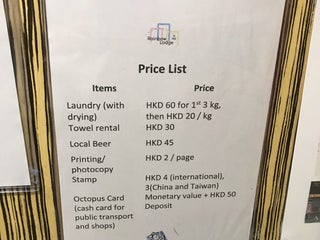 Rainbow Lodge HK
Price List
Items Price
Laundry (with drying) HKD 60 for 1st 3 kg, then HKD 20 / kg
Towel rental HKD 30
Local Beer HKD 45
Printing/ photocopy HKD 2 / page
Stamp HKD 4 (international), 3(China and Taiwan)
Octopus Card (cash card for public transport and shops) Monetary value + HKD 50 Deposit